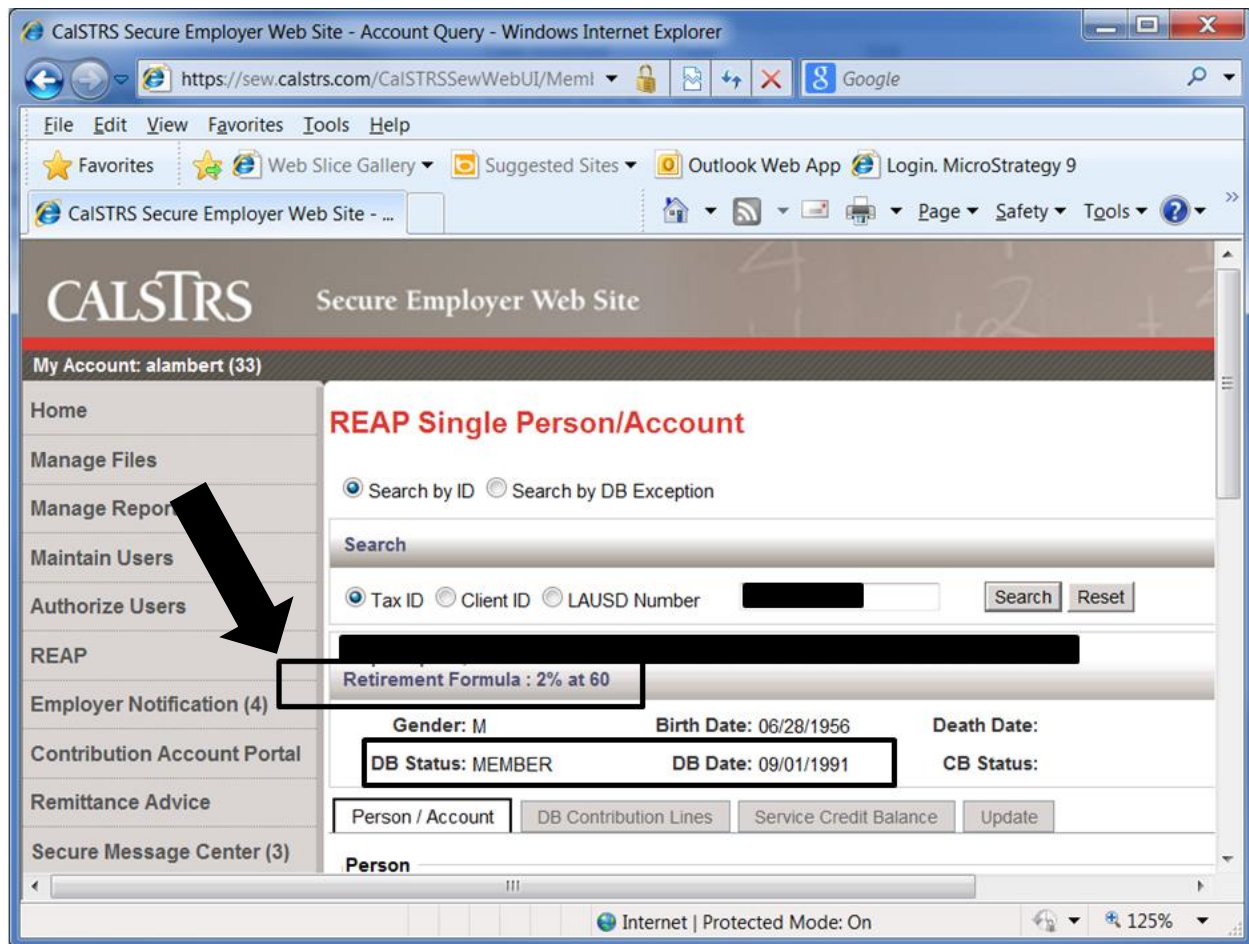 CalSTRS Secure Employer Web Site - Account Query - Windows Internet Explorer
https://sew.calstrs.com/CalSTRSSewWebUI/Meml
Google
File Edit View Favorites Tools Help
Favorites Web Slice Gallery Suggested Sites Outlook Web App Login. MicroStrategy 9
CalSTRS Secure Employer Web Site - ... Page Safety Tools
CALSTRS Secure Employer Web Site
My Account: alambert (33)
Home
Manage Files
Manage Repor
Maintain Users
Authorize Users
REAP
Employer Notification (4)
Contribution Account Portal
Remittance Advice
Secure Message Center (3)
REAP Single Person/Account
Search by ID Search by DB Exception
Search
Tax ID Client ID LAUSD Number Search Reset
Retirement Formula : 2% at 60
Gender: M Birth Date: 06/28/1956 Death Date:
DB Status: MEMBER DB Date: 09/01/1991 CB Status:
Person / Account DB Contribution Lines Service Credit Balance Update
Person
Internet | Protected Mode: On 125%